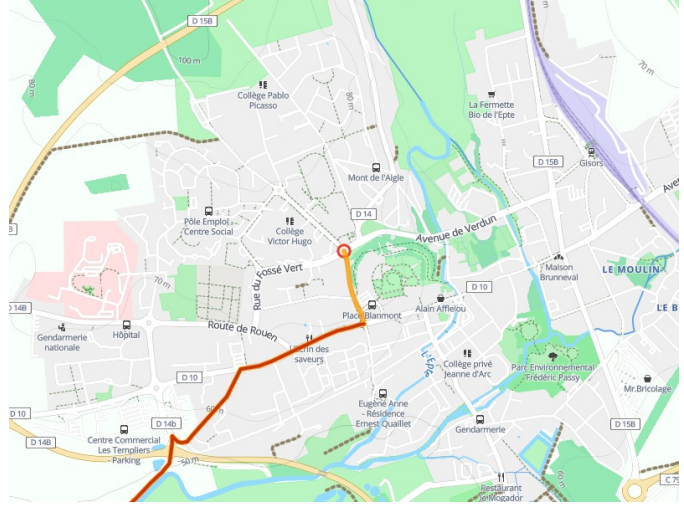 D 15B
100 m
80 m
70 m
Collège Pablo
Picasso
80 m
La Fermette
Bio de l'Epte
D 15B
Gisors
Mont de l'Aigle
D 14
Pôle Emploi
Centre Social
Collège
Victor Hugo
Avenue de Verdun
Rue du Fossé Vert
70 m
Maison
Brunneval
LE MOULIN
D 10
D 14B
Gendarmerie
nationale
Hôpital
Route de Rouen
Place Blanmont
Alain Afflelou
L'Écrin des
saveurs
L'Epte
Collège privé
Jeanne d'Arc
Parc Environnemental
Frédéric Passy
Mr.Bricolage
D 10
D 10
60 m
D 14b
D 14B
Centre Commercial
Les Templiers
- Parking
50 m
Eugène Anne
- Résidence
Ernest Quaillet
Gendarmerie
D 15B
60 m
Restaurant
le Mogador